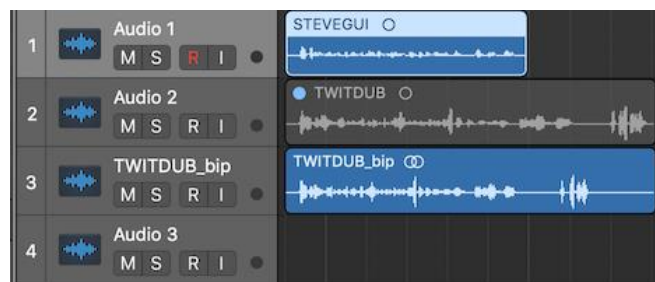 1
Audio 1
M S R I
STEVEGUI
2
Audio 2
M S R I
TWITDUB
3
TWITDUB_bip
M S R I
TWITDUB_bip
4
Audio 3
M S R I